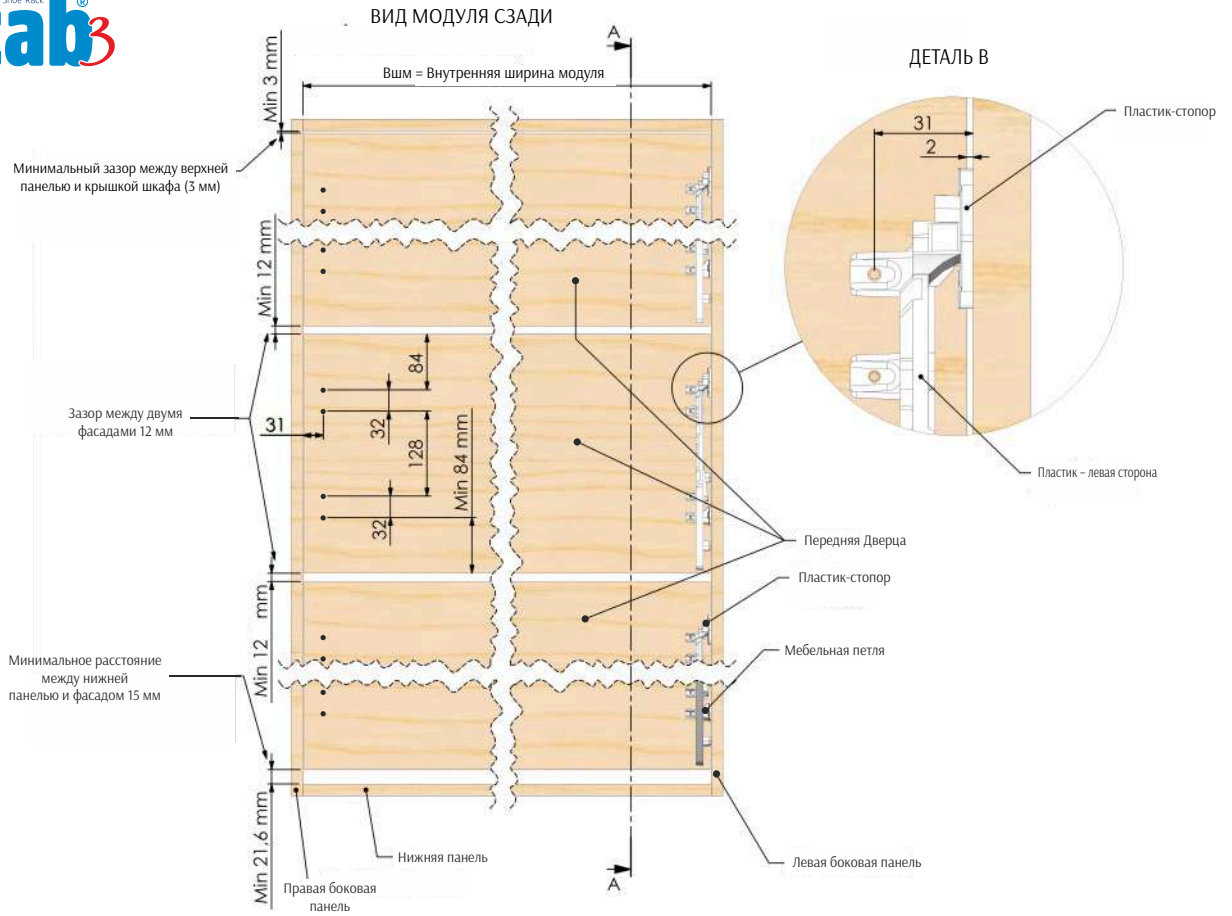 Shoe Rack
tab3®
ВИД МОДУЛЯ СЗАДИ
A
ДЕТАЛЬ В
Min 3 mm
Вшм = Внутренняя ширина модуля
31
2
Пластик-стопор
Минимальный зазор между верхней
панелью и крышкой шкафа (3 мм)
Min 12 mm
84
Зазор между двумя
фасадами 12 мм
31
32
128
Min 84 mm
32
Пластик – левая сторона
Передняя Дверца
Пластик-стопор
Min 12 mm
Мебельная петля
Минимальное расстояние
между нижней
панелью и фасадом 15 мм
Min 21,6 mm
Нижняя панель
Левая боковая панель
Правая боковая
панель
A